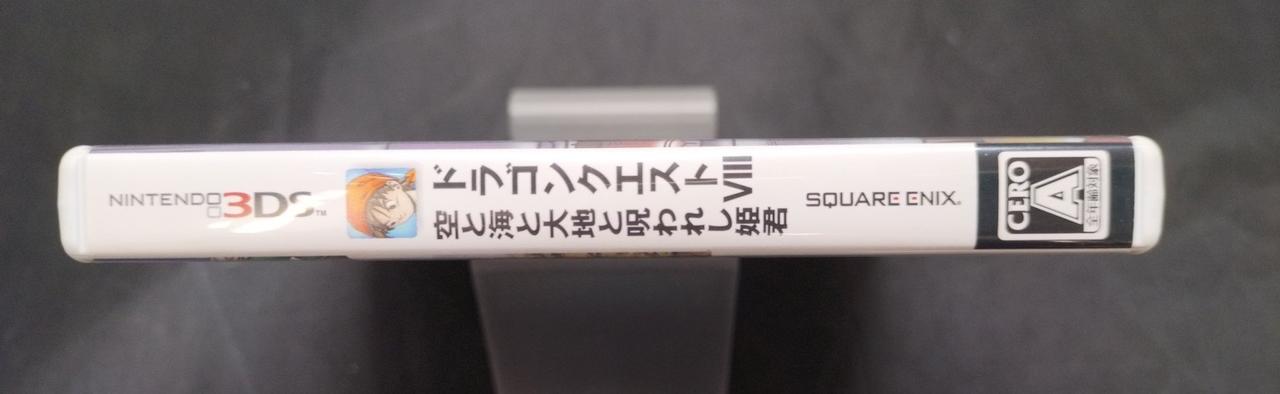 NINTENDO 3DS™
ドラゴンクエストVIII
空と海と大地と呪われし姫君
SQUARE ENIX®
CERO
A
全年齢対象